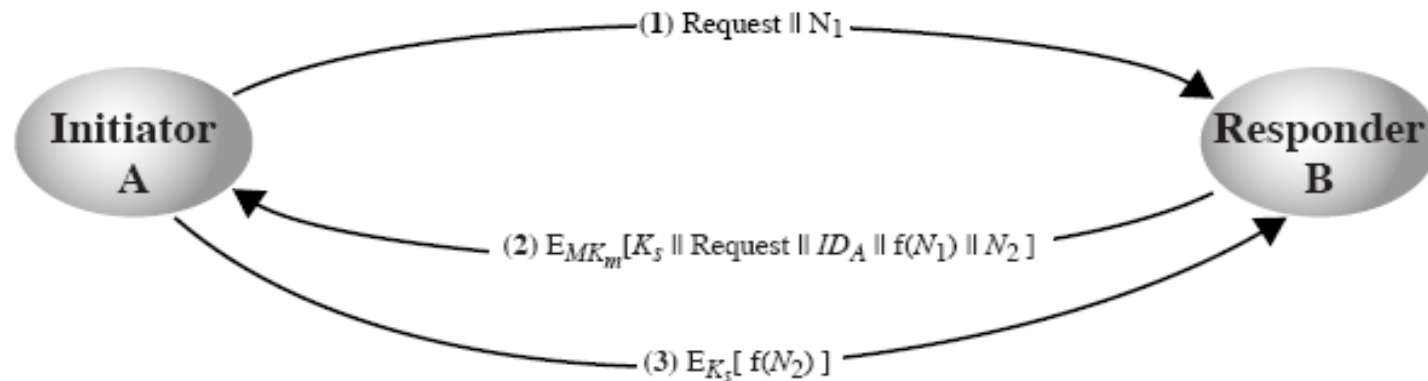 (1) Request || N1
Initiator
A
Responder
B
(2) EMKm[Ks || Request || IDA || f(N1) || N2 ]
(3) EKs[ f(N2) ]